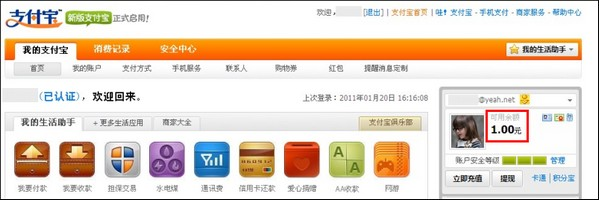 支付宝 新版支付宝 正式启用!
欢迎, [退出] | 支付宝首页 | 哇!支付宝 - 手机支付 - 商家服务 - 帮助中心
我的支付宝 消费记录 安全中心
我的生活助手
首页 我的账户 支付方式 手机服务 联系人 购物券 红包 提醒消息定制
(已认证),欢迎回来。
上次登录:2011年01月20日 16:16:08
@yeah.net
我的生活助手 + 更多生活应用 商家大全 支付宝俱乐部
可用余额
1.00元
我要付款 我要收款 担保交易 水电煤 通讯费 信用卡还款 爱心捐赠 AA收款 网游
账户安全等级 管理
立即充值 提现 卡通 | 积分宝